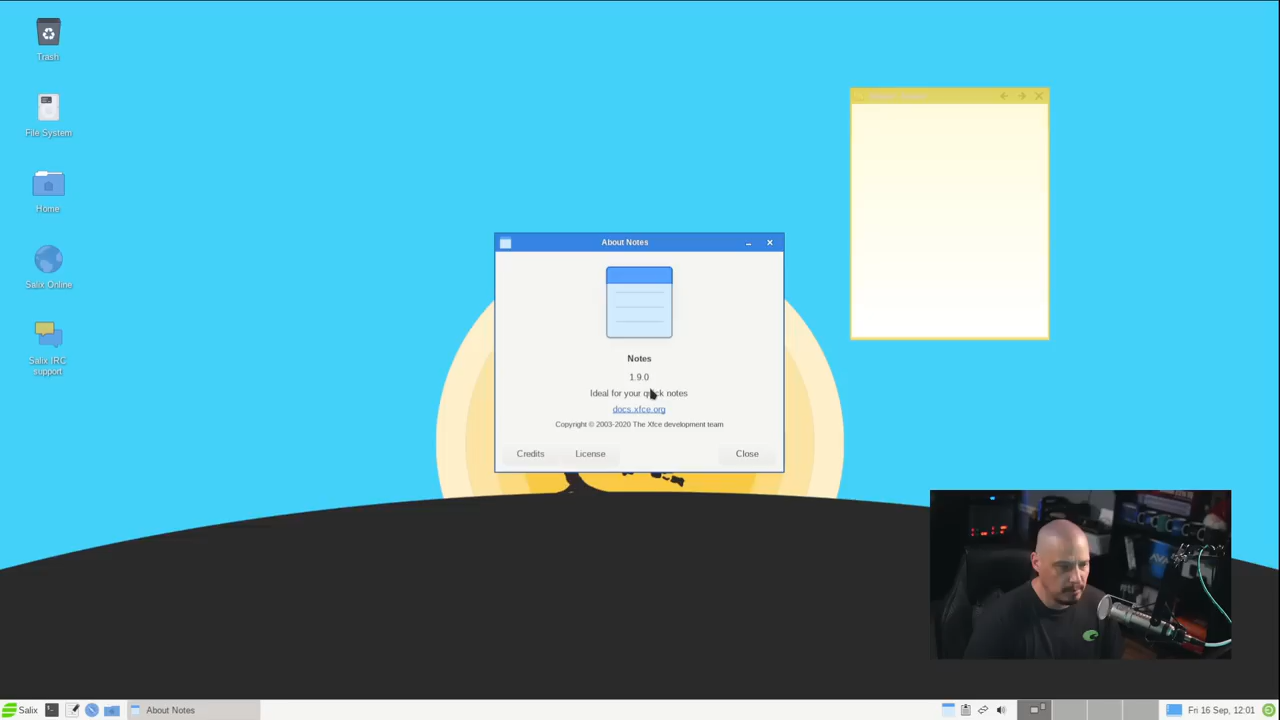 Trash
File System
Home
Salix Online
Salix IRC
support
About Notes
Notes
1.9.0
Ideal for your quick notes
docs.xfce.org
Copyright © 2003-2020 The Xfce development team
Credits
License
Close
Salix
About Notes
Fri 16 Sep, 12:01